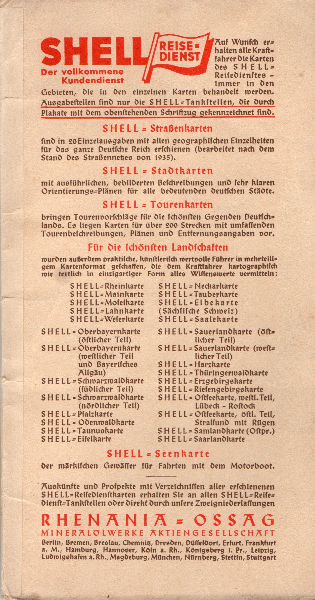 SHELL REISE-DIENST
Der vollkommene
Kundendienst
Auf Wunsch er-
halten alle Kraft-
fahrer die Karten
des SHELL-
Reisedienstes –
immer in den
Gebieten, die in den einzelnen Karten behandelt werden.
Ausgabestellen sind nur die SHELL-Tankstellen, die durch
Plakate mit dem obenstehenden Schriftzug gekennzeichnet sind.
SHELL-Straßenkarten
sind in 20 Einzelausgaben mit allen geographischen Einzelheiten
für das ganze Deutsche Reich erschienen (bearbeitet nach dem
Stand des Straßennetzes von 1935).
SHELL-Stadtkarten
mit ausführlichen, bebilderten Beschreibungen und sehr klaren
Orientierungs-Plänen für alle bedeutenden deutschen Städte.
SHELL-Tourenkarten
bringen Tourenvorschläge für die schönsten Gegenden Deutsch-
lands. Es liegen Karten für über 600 Strecken mit umfassenden
Tourenbeschreibungen, Plänen und Entfernungsangaben vor.
Für die schönsten Landschaften
wurden außerdem praktische, künstlerisch wertvolle Führer in mehrteili-
gem Kartenformat geschaffen, die dem Kraftfahrer kartographisch
wie textlich in einzigartiger Form alles Wissenswerte vermitteln:
SHELL-Rheinkarte
SHELL-Mainkarte
SHELL-Moselkarte
SHELL-Lahnkarte
SHELL-Weserkarte
SHELL-Neckarkarte
SHELL-Tauberkarte
SHELL-Elbekarte
(Sächsische Schweiz)
SHELL-Saalekarte
SHELL-Oberbayernkarte
(östlicher Teil)
SHELL-Oberbayernkarte
(westlicher Teil
und Bayerisches
Allgäu)
SHELL-Schwarzwaldkarte
(südlicher Teil)
SHELL-Schwarzwaldkarte
(nördlicher Teil)
SHELL-Pfalzkarte
SHELL-Odenwaldkarte
SHELL-Taunuskarte
SHELL-Eifelkarte
SHELL-Sauerlandkarte (öst-
licher Teil)
SHELL-Sauerlandkarte (west-
licher Teil)
SHELL-Harzkarte
SHELL-Thüringerwaldkarte
SHELL-Erzgebirgskarte
SHELL-Riesengebirgskarte
SHELL-Ostseekarte, westl. Teil,
Lübeck - Rostock
SHELL-Ostseekarte, östl. Teil,
Stralsund mit Rügen
SHELL-Samlandkarte (Ostpr.)
SHELL-Saarlandkarte
SHELL-Seenkarte
der märkischen Gewässer für Fahrten mit dem Motorboot.
Auskünfte und Prospekte mit Verzeichnissen aller erschienenen
SHELL-Reisedienstkarten erhalten Sie an allen SHELL-Reise-
dienst-Tankstellen oder direkt durch unsere Zweigniederlassungen
RHENANIA-OSSAG
MINERALÖLWERKE AKTIENGESELLSCHAFT
Berlin, Bremen, Breslau, Chemnitz, Dresden, Düsseldorf, Erfurt, Frankfurt
a. M., Hamburg, Hannover, Köln a. Rh., Königsberg i. Pr., Leipzig,
Ludwigshafen a. Rh., Magdeburg, München, Nürnberg, Stettin, Stuttgart